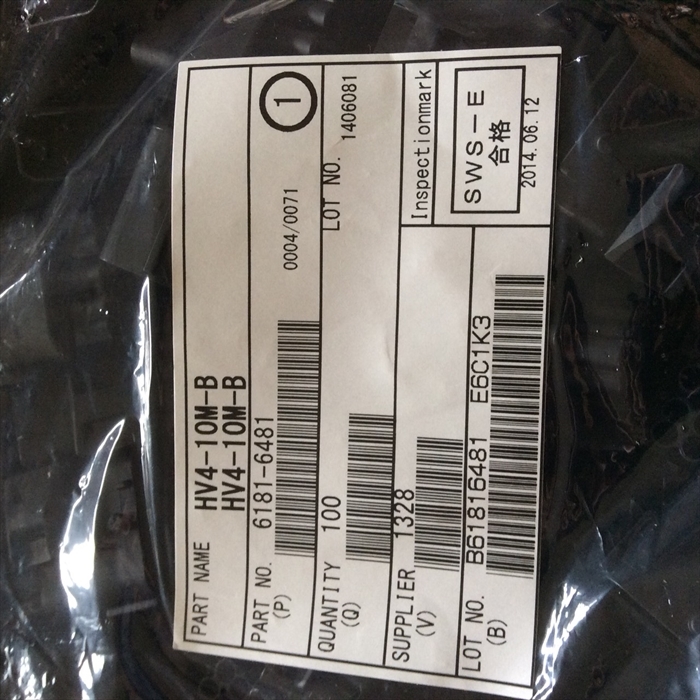 PART NAME HV4-10M-B
HV4-10M-B
PART NO. 6181-6481
(P)
0004/0071
1
QUANTITY 100
(Q)
LOT NO. 1406081
SUPPLIER 1328
(V)
Inspectionmark
SWS-E
合格
2014.06.12
LOT NO. B61816481 E6C1K3
(B)